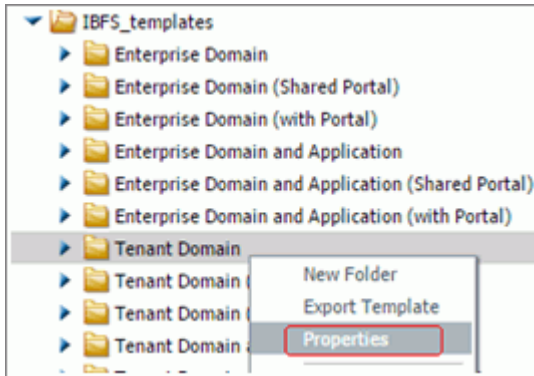 IBFS_templates
Enterprise Domain
Enterprise Domain (Shared Portal)
Enterprise Domain (with Portal)
Enterprise Domain and Application
Enterprise Domain and Application (Shared Portal)
Enterprise Domain and Application (with Portal)
Tenant Domain
Tenant Domain (
New Folder
Tenant Domain (
Export Template
Tenant Domain
Properties